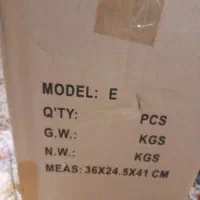 MODEL: E
Q'TY: PCS
G.W.: KGS
N.W.: KGS
MEAS: 36X24.5X41 CM